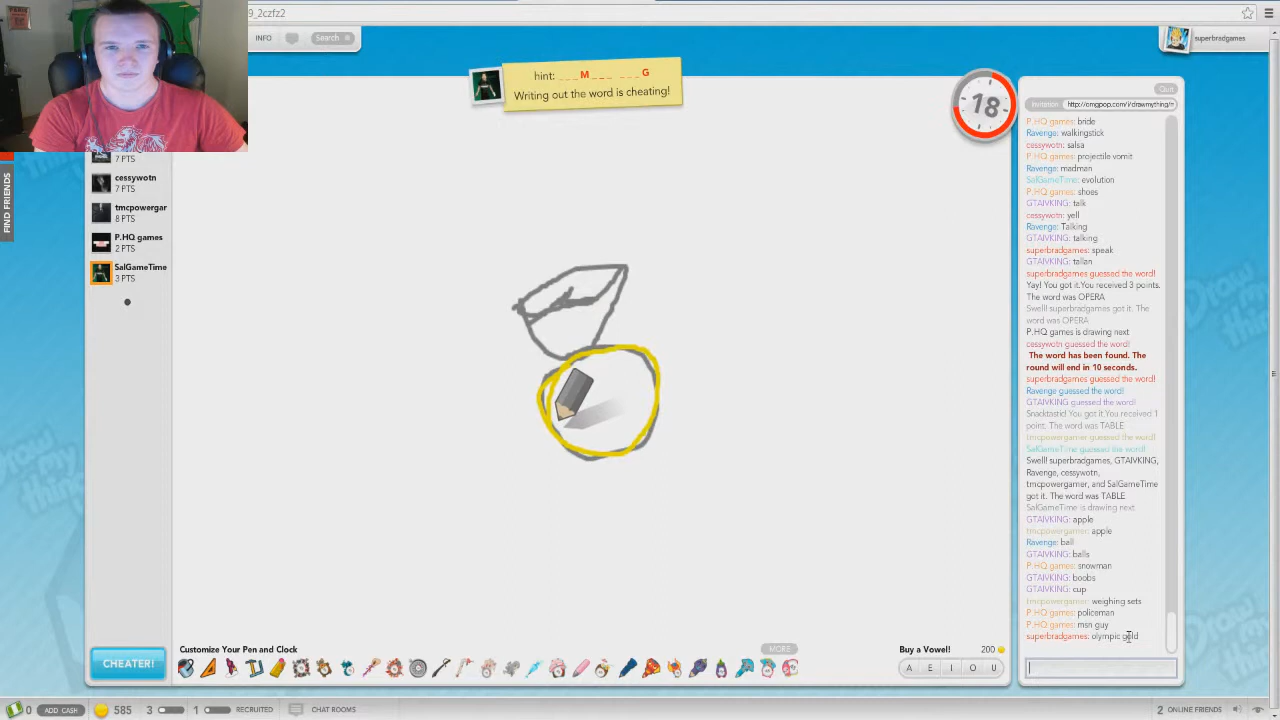 9_2czfz2
INFO
Search
superbradgames
hint: _ _ _ M _ _ _ _ _ _ G
Writing out the word is cheating!
18
Quit
Invitation
http://omgpop.com/l/drawmything/n
7 PTS
cessywotn
7 PTS
tmcpowergar
8 PTS
P.HQ games
2 PTS
SalGameTime
3 PTS
FIND FRIENDS
P.HQ games: bride
Ravenge: walkingstick
cessywotn: salsa
P.HQ games: projectile vomit
Ravenge: madman
SalGameTime: evolution
P.HQ games: shoes
GTAIVKING: talk
cessywotn: yell
Ravenge: Talking
GTAIVKING: talking
superbradgames: speak
GTAIVKING: tallan
superbradgames guessed the word!
Yay! You got it.You received 3 points.
The word was OPERA
Swell! superbradgames got it. The
word was OPERA
P.HQ games is drawing next
cessywotn guessed the word!
The word has been found. The
round will end in 10 seconds.
superbradgames guessed the word!
Ravenge guessed the word!
GTAIVKING guessed the word!
Snacktastic! You got it.You received 1
point. The word was TABLE
tmcpowergamer guessed the word!
SalGameTime guessed the word!
Swell! superbradgames, GTAIVKING,
Ravenge, cessywotn,
tmcpowergamer, and SalGameTime
got it. The word was TABLE
SalGameTime is drawing next
GTAIVKING: apple
tmcpowergamer: apple
Ravenge: ball
GTAIVKING: balls
P.HQ games: snowman
GTAIVKING: boobs
GTAIVKING: cup
tmcpowergamer: weighing sets
P.HQ games: policeman
P.HQ games: msn guy
superbradgames: olympic gold
Customize Your Pen and Clock
MORE
Buy a Vowel!
200
A E I O U
CHEATER!
0
ADD CASH
585
3
1
RECRUITED
CHAT ROOMS
2 ONLINE FRIENDS